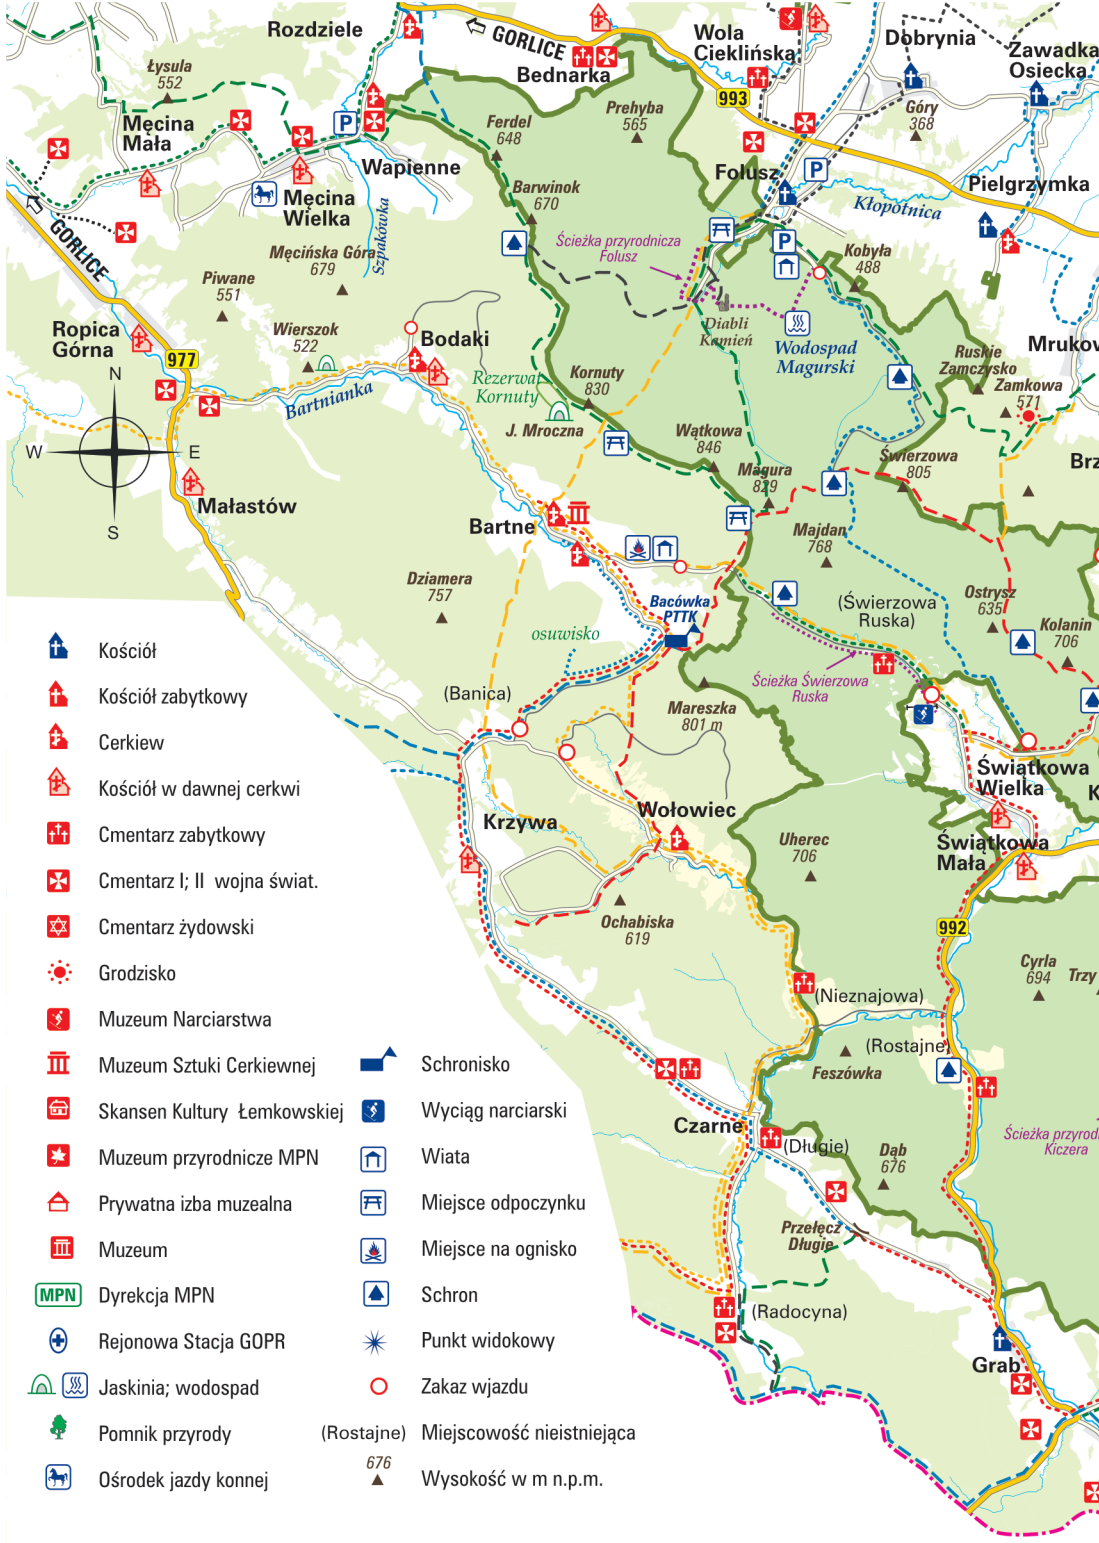 Rozdziele
GORLICE
Bednarka
Wola
Cieklińska
Dobrynia
Zawadka
Osiecka
Łysula
552
993
Męcina
Mała
Ferdel
648
Prehyba
565
Góry
368
P
Wapienne
Folusz
P
Pielgrzymka
Męcina
Wielka
Szpakówka
Barwinok
670
Kłopotnica
GORLICE
Męcińska Góra
679
Ścieżka przyrodnicza
Folusz
P
Kobyła
488
Piwane
551
Ropica
Górna
Wierszok
522
Bodaki
Diabli
Kamień
Wodospad
Magurski
Mrukow
977
Ruskie
Zamczysko
Zamkowa
571
N
Rezerwat
Kornuty
Kornuty
830
Bartnianka
J. Mroczna
Wątkowa
846
W
E
Świerzowa
805
Brz
Magura
829
Małastów
S
Bartne
Majdan
768
Dziamera
757
Bacówka
PTTK
(Świerzowa
Ruska)
Ostrysz
635
Kolanin
706
osuwisko
Kościół
Kościół zabytkowy
Cerkiew
Kościół w dawnej cerkwi
Cmentarz zabytkowy
Cmentarz I; II wojna świat.
Cmentarz żydowski
Grodzisko
Muzeum Narciarstwa
Muzeum Sztuki Cerkiewnej
Skansen Kultury Łemkowskiej
Muzeum przyrodnicze MPN
Prywatna izba muzealna
Muzeum
MPN
Dyrekcja MPN
Rejonowa Stacja GOPR
Jaskinia; wodospad
Pomnik przyrody
Ośrodek jazdy konnej
(Banica)
Ścieżka Świerzowa
Ruska
Mareszka
801 m
Świątkowa
Wielka
K
Krzywa
Wołowiec
Uherec
706
Świątkowa
Mała
Ochabiska
619
992
Cyrla
694
Trzy
(Nieznajowa)
(Rostajne)
Feszówka
Czarne
(Długie)
Dąb
676
Ścieżka przyrodn
Kiczera
Przełęcz
Długie
(Radocyna)
Grab
Schronisko
Wyciąg narciarski
Wiata
Miejsce odpoczynku
Miejsce na ognisko
Schron
Punkt widokowy
Zakaz wjazdu
(Rostajne)
Miejscowość nieistniejąca
676
Wysokość w m n.p.m.